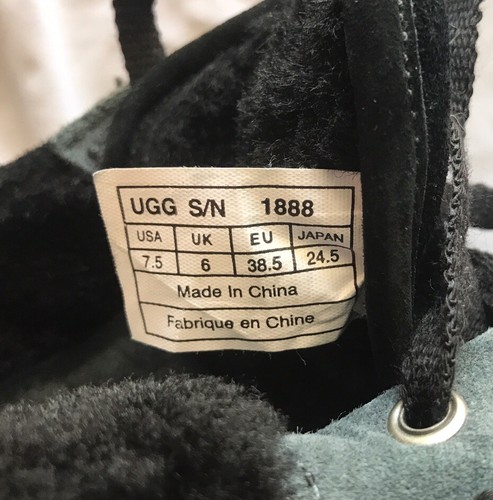 UGG S/N 1888
USA UK EU JAPAN
7.5 6 38.5 24.5
Made In China
Fabrique en Chine